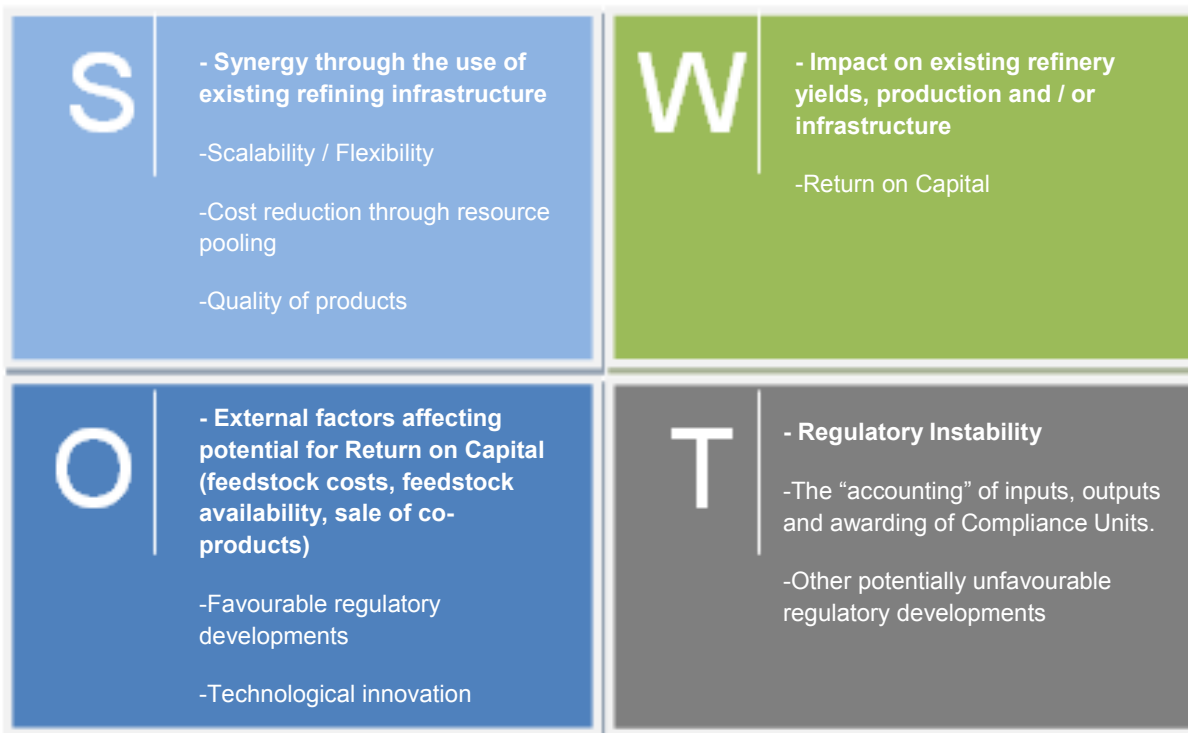 S
- Synergy through the use of
existing refining infrastructure
-Scalability / Flexibility
-Cost reduction through resource
pooling
-Quality of products
W
- Impact on existing refinery
yields, production and / or
infrastructure
-Return on Capital
O
- External factors affecting
potential for Return on Capital
(feedstock costs, feedstock
availability, sale of co-
products)
-Favourable regulatory
developments
-Technological innovation
T
- Regulatory Instability
-The “accounting” of inputs, outputs
and awarding of Compliance Units.
-Other potentially unfavourable
regulatory developments